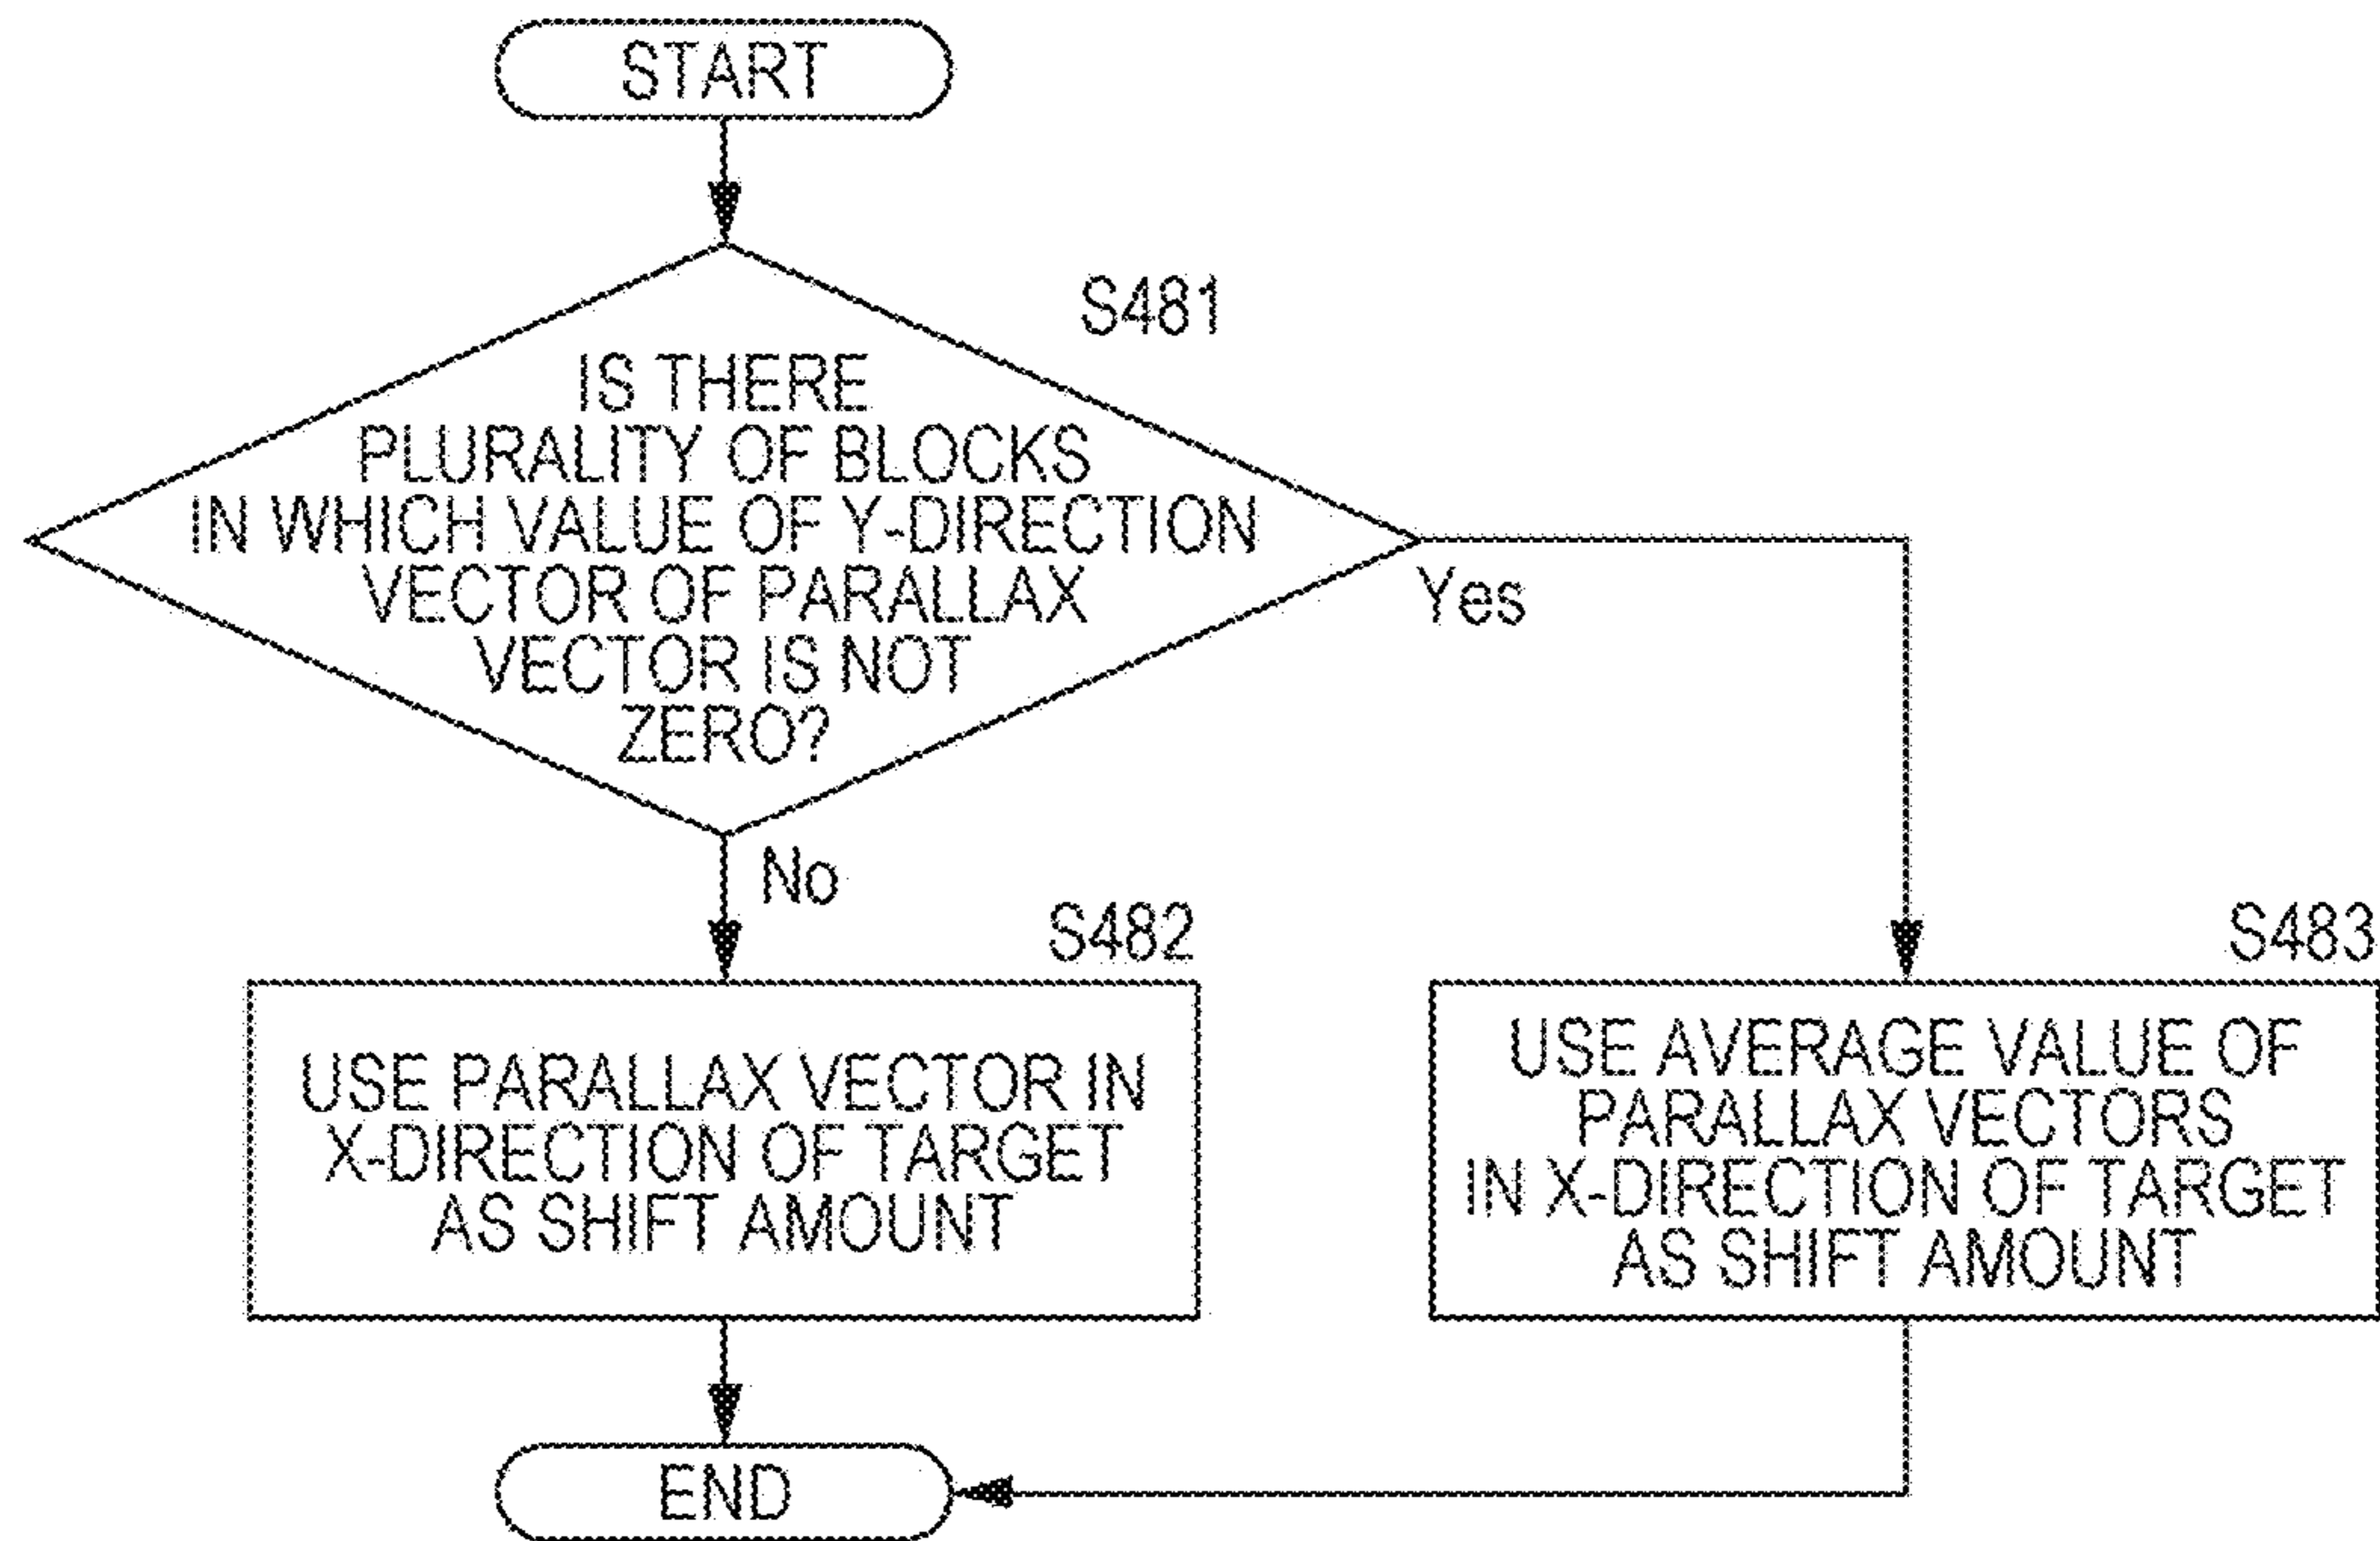 START
S481
IS THERE
PLURALITY OF BLOCKS
IN WHICH VALUE OF Y-DIRECTION
VECTOR OF PARALLAX
VECTOR IS NOT
ZERO?
Yes
No
S482
USE PARALLAX VECTOR IN
X-DIRECTION OF TARGET
AS SHIFT AMOUNT
S483
USE AVERAGE VALUE OF
PARALLAX VECTORS
IN X-DIRECTION OF TARGET
AS SHIFT AMOUNT
END